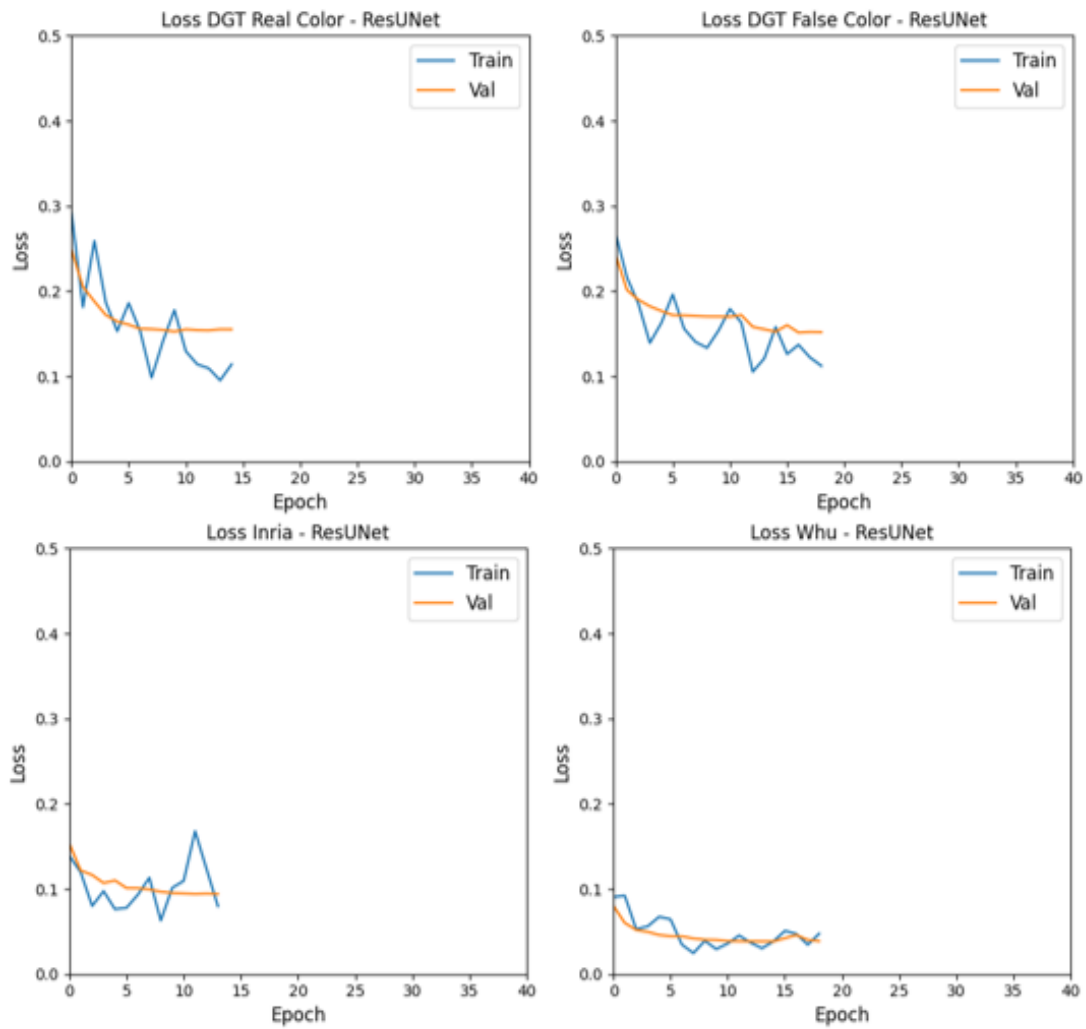 Loss DGT Real Color - ResUNet
0.5
0.4
0.3
0.2
0.1
0.0
Loss
Train
Val
0 5 10 15 20 25 30 35 40
Epoch
Loss DGT False Color - ResUNet
0.5
0.4
0.3
0.2
0.1
0.0
Loss
Train
Val
0 5 10 15 20 25 30 35 40
Epoch
Loss Inria - ResUNet
0.5
0.4
0.3
0.2
0.1
0.0
Loss
Train
Val
0 5 10 15 20 25 30 35 40
Epoch
Loss Whu - ResUNet
0.5
0.4
0.3
0.2
0.1
0.0
Loss
Train
Val
0 5 10 15 20 25 30 35 40
Epoch